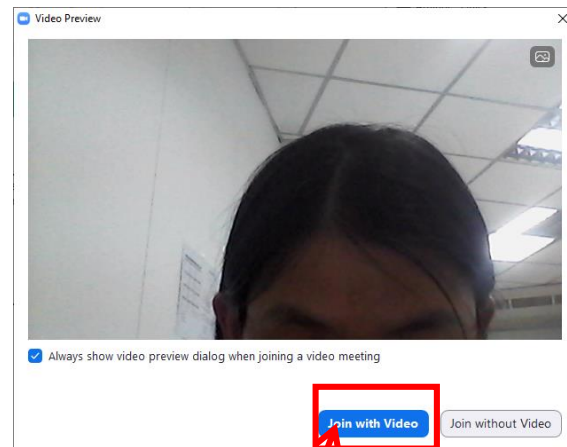 Video Preview
Always show video preview dialog when joining a video meeting
Join with Video
Join without Video